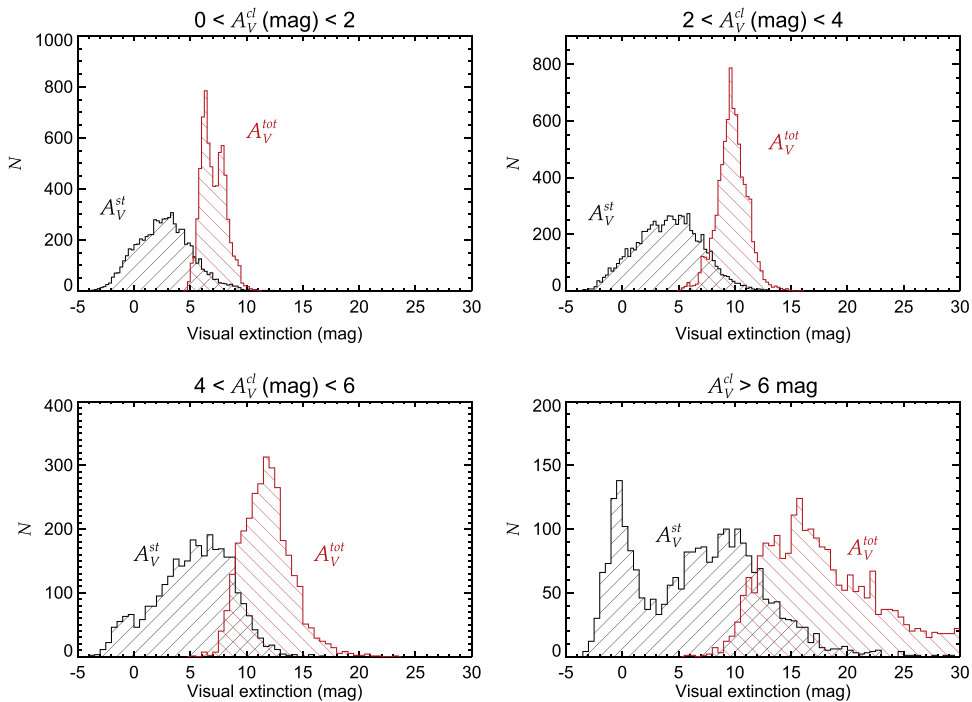 0 < A_V^cl (mag) < 2
1000
800
600
400
200
0
N
A_V^st
A_V^tot
-5 0 5 10 15 20 25 30
Visual extinction (mag)
2 < A_V^cl (mag) < 4
800
600
400
200
0
N
A_V^st
A_V^tot
-5 0 5 10 15 20 25 30
Visual extinction (mag)
4 < A_V^cl (mag) < 6
400
300
200
100
0
N
A_V^st
A_V^tot
-5 0 5 10 15 20 25 30
Visual extinction (mag)
A_V^cl > 6 mag
200
150
100
50
0
N
A_V^st
A_V^tot
-5 0 5 10 15 20 25 30
Visual extinction (mag)